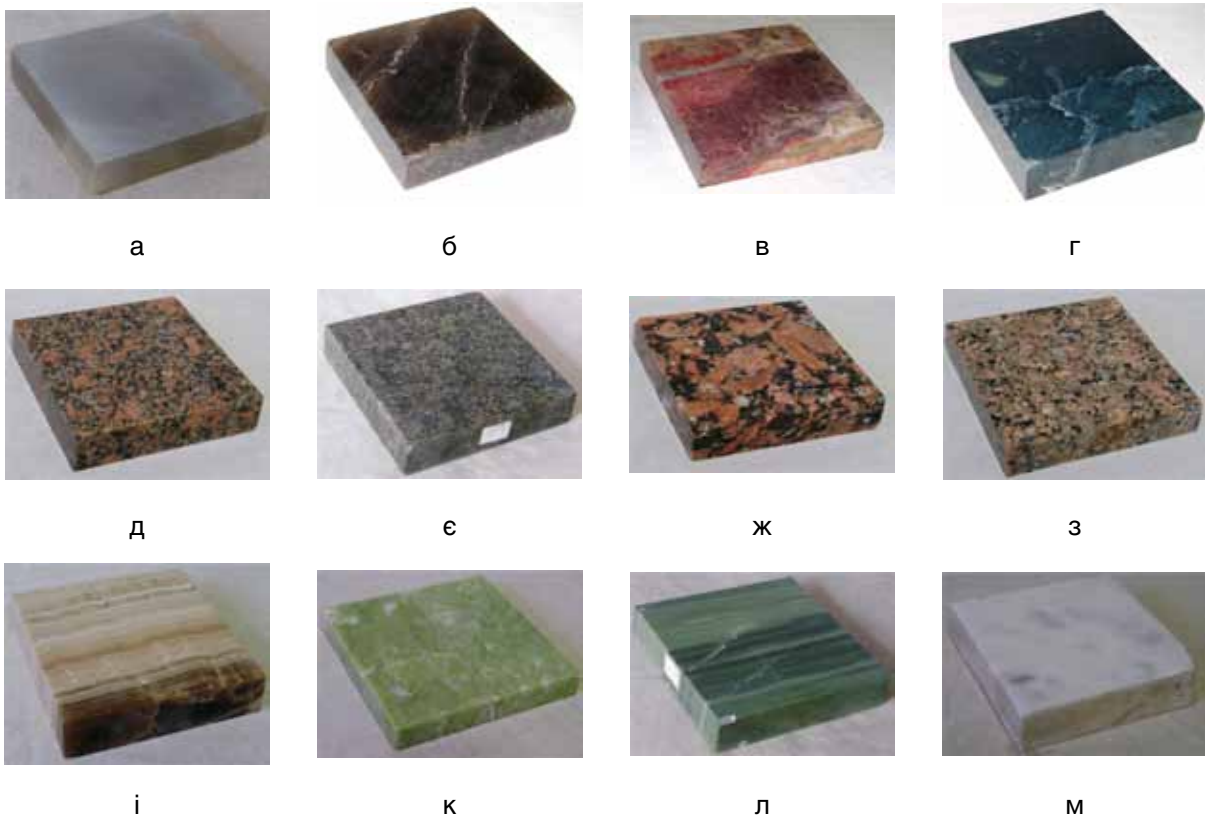 а б в г
д є ж з
і к л м